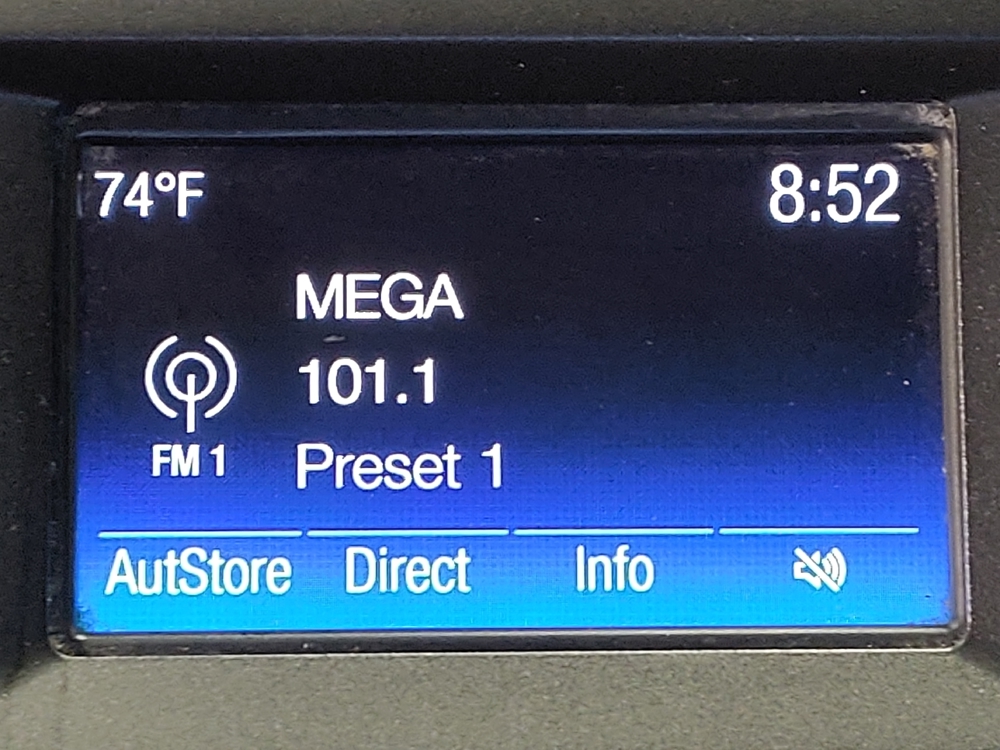 74°F 8:52
MEGA
101.1
FM 1 Preset 1
AutStore Direct Info